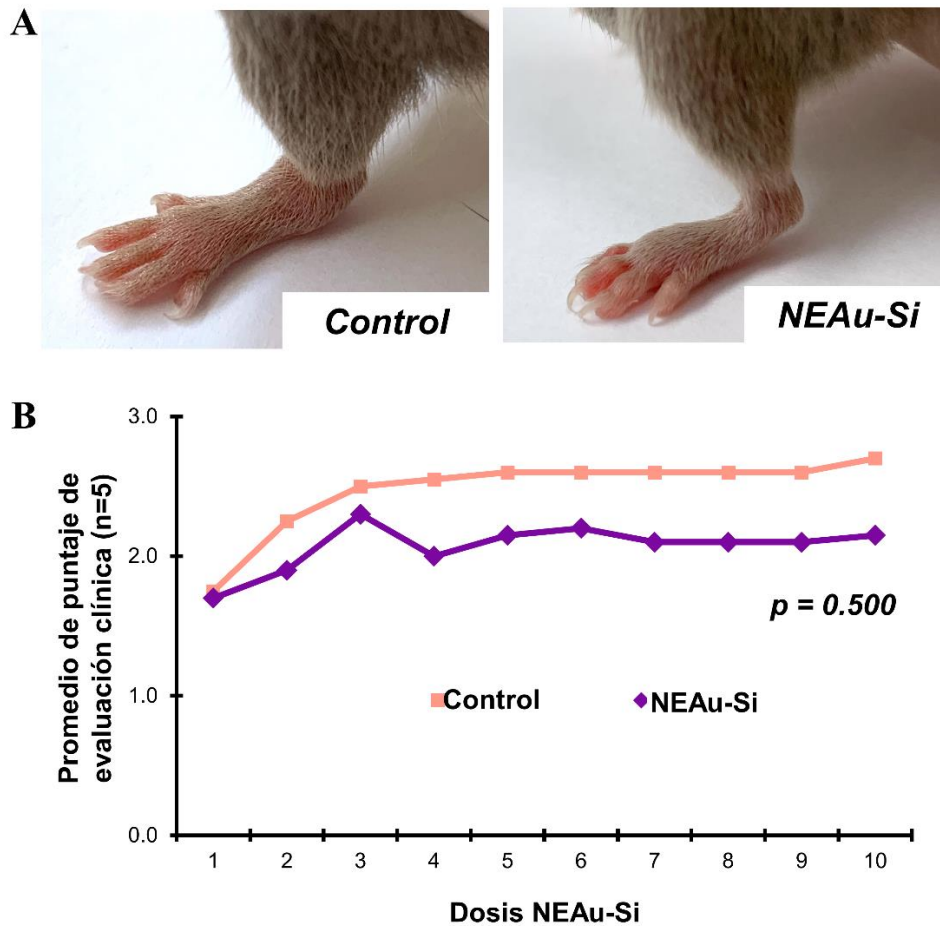 A
Control
NEAu-Si
B
Promedio de puntaje de
evaluación clínica (n=5)
3.0
2.0
1.0
0.0
p = 0.500
Control
NEAu-Si
1 2 3 4 5 6 7 8 9 10
Dosis NEAu-Si